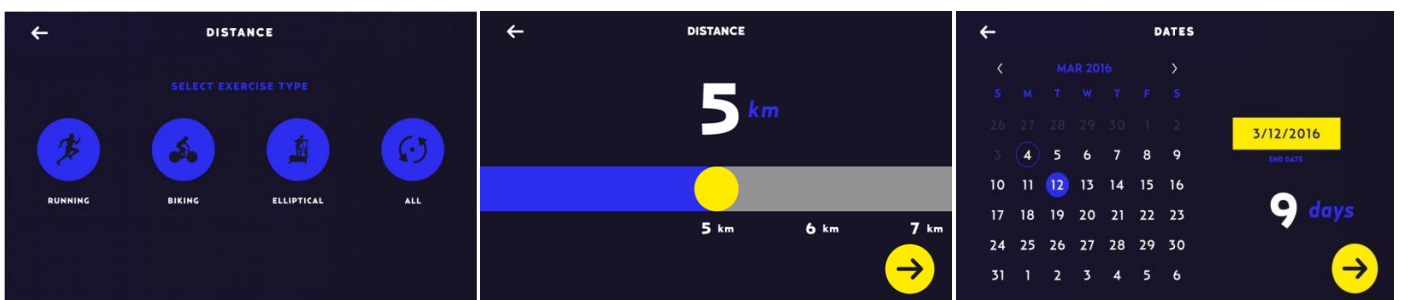 DISTANCE
SELECT EXERCISE TYPE
RUNNING BIKING ELLIPTICAL ALL
DISTANCE
5 km
5 km 6 km 7 km
DATES
MAR 2016
S M T W T F S
26 27 28 29 30 1 2
3 4 5 6 7 8 9
10 11 12 13 14 15 16
17 18 19 20 21 22 23
24 25 26 27 28 29 30
31 1 2 3 4 5 6
3/12/2016
END DATE
9 days